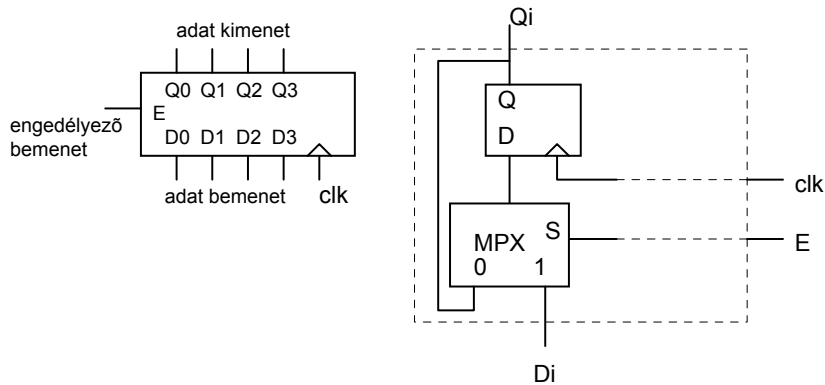 adat kimenet
Q0 Q1 Q2 Q3
E
engedélyezõ
bemenet
D0 D1 D2 D3
adat bemenet
clk
Qi
Q
D
clk
S
MPX
0 1
E
Di